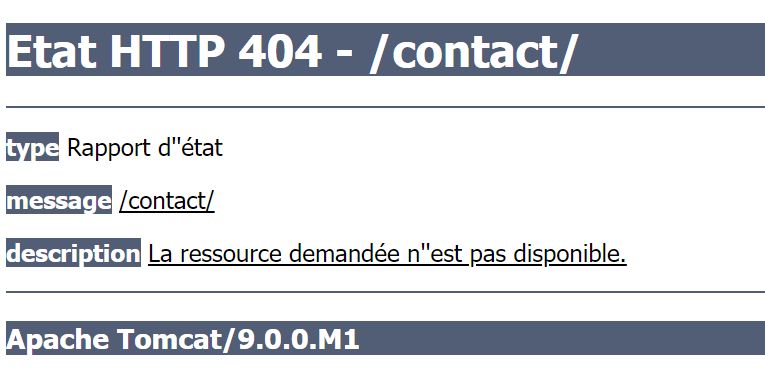 Etat HTTP 404 - /contact/
type Rapport d''état
message /contact/
description La ressource demandée n''est pas disponible.
Apache Tomcat/9.0.0.M1